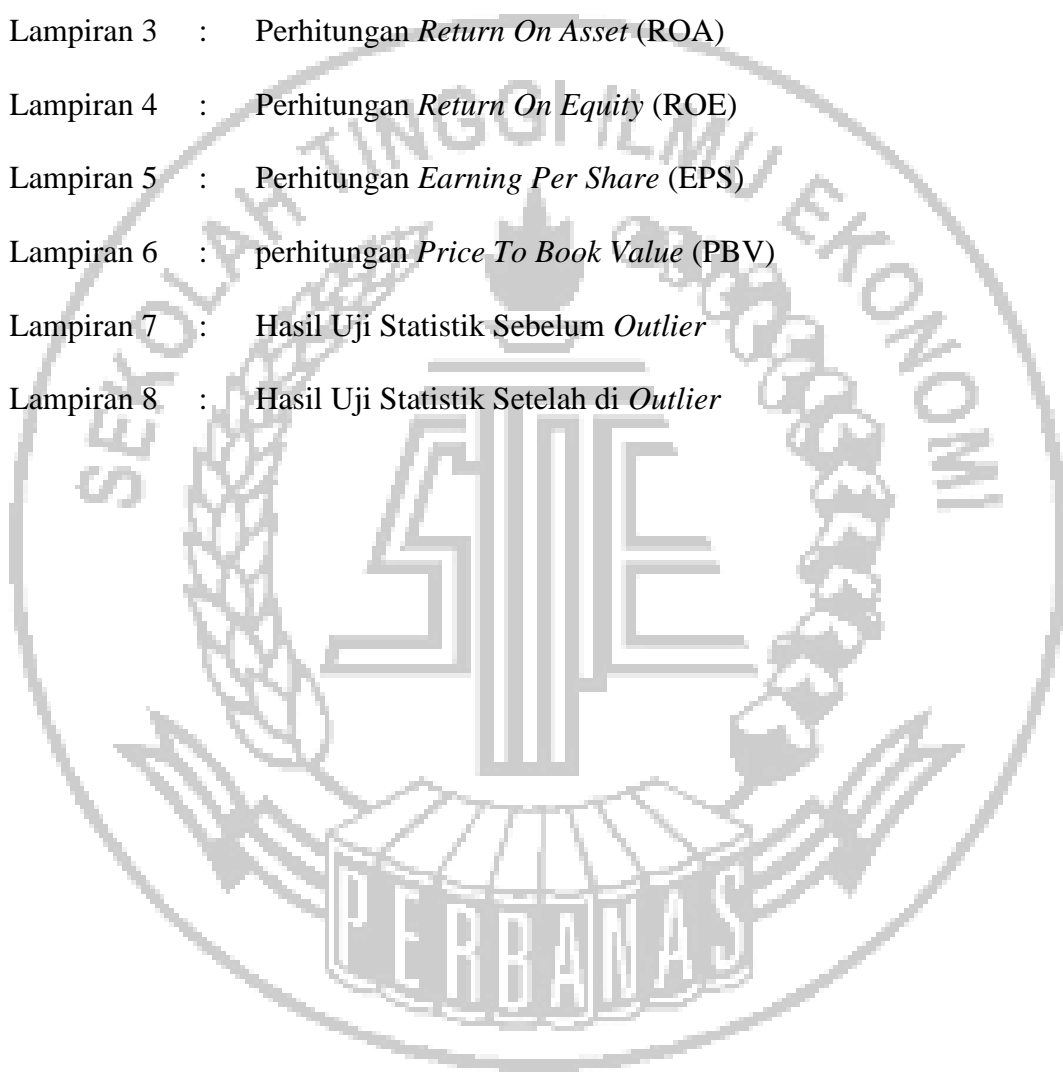 Lampiran 3 : Perhitungan Return On Asset (ROA)
Lampiran 4 : Perhitungan Return On Equity (ROE)
Lampiran 5 : Perhitungan Earning Per Share (EPS)
Lampiran 6 : perhitungan Price To Book Value (PBV)
Lampiran 7 : Hasil Uji Statistik Sebelum Outlier
Lampiran 8 : Hasil Uji Statistik Setelah di Outlier
SEKOLAH TINGGI ILMU EKONOMI
STIE
PERBANAS